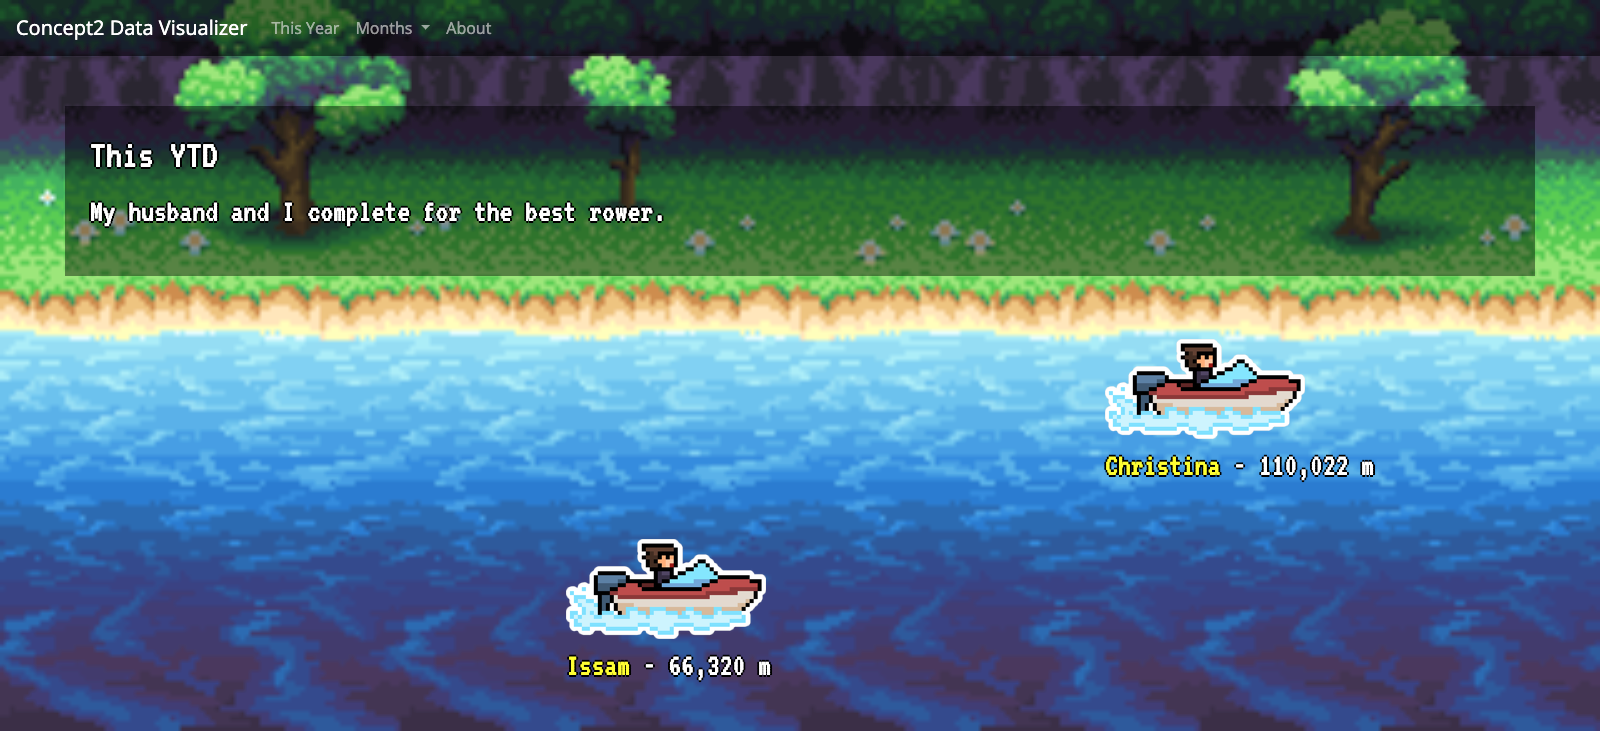 Concept2 Data Visualizer This Year Months About
This YTD
My husband and I complete for the best rower.
Christina - 110,022 m
Issam - 66,320 m